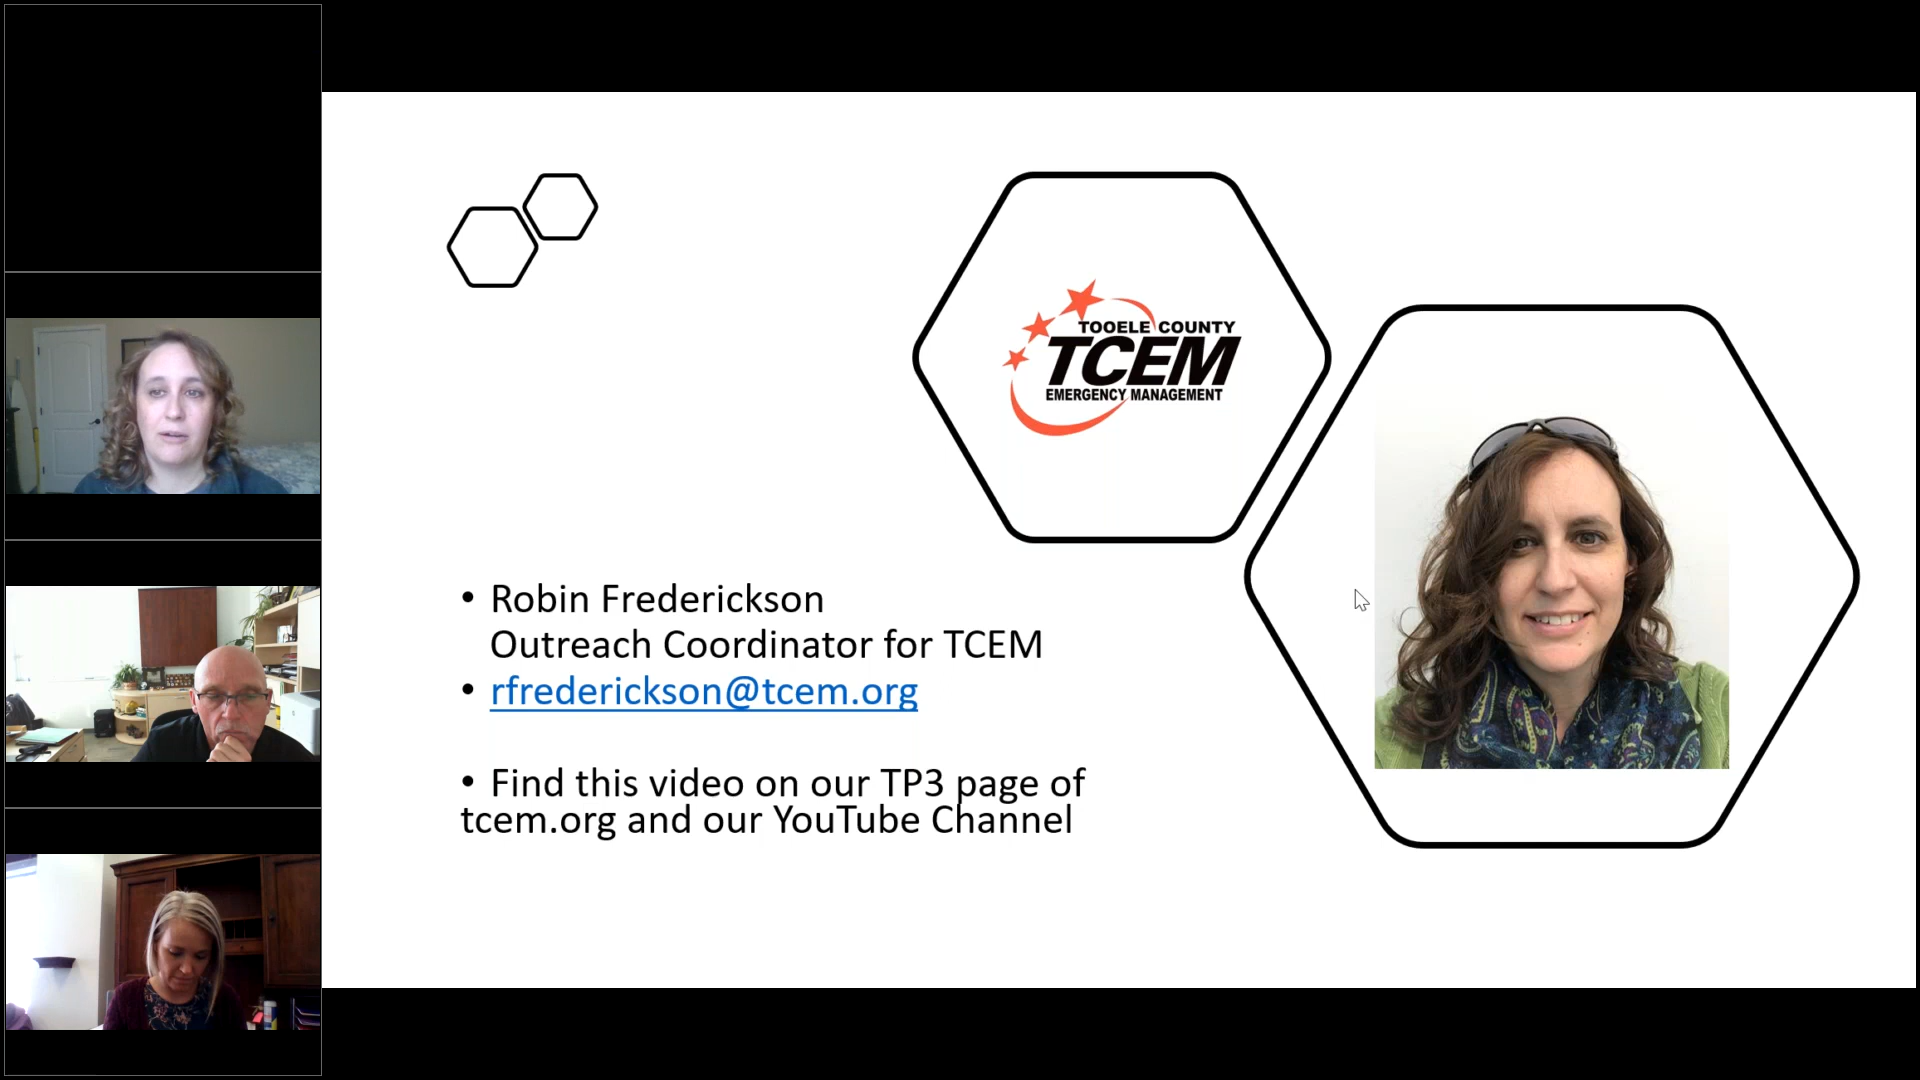 TOOELE COUNTY
TCEM
EMERGENCY MANAGEMENT
• Robin Frederickson
Outreach Coordinator for TCEM
• rfrederickson@tcem.org
• Find this video on our TP3 page of
tcem.org and our YouTube Channel